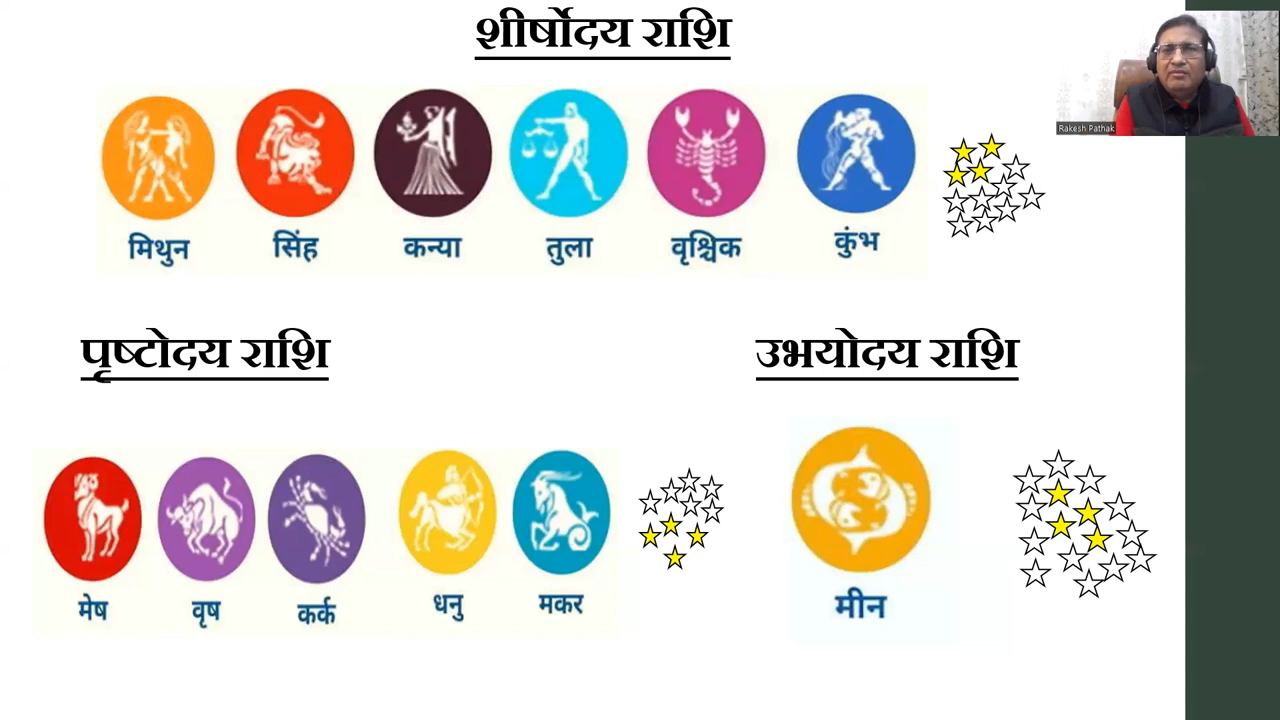 शीर्षोदय राशि
Rakesh Pathak
मिथुन सिंह कन्या तुला वृश्चिक कुंभ
पृष्टोदय राशि उभयोदय राशि
मेष वृष कर्क धनु मकर मीन